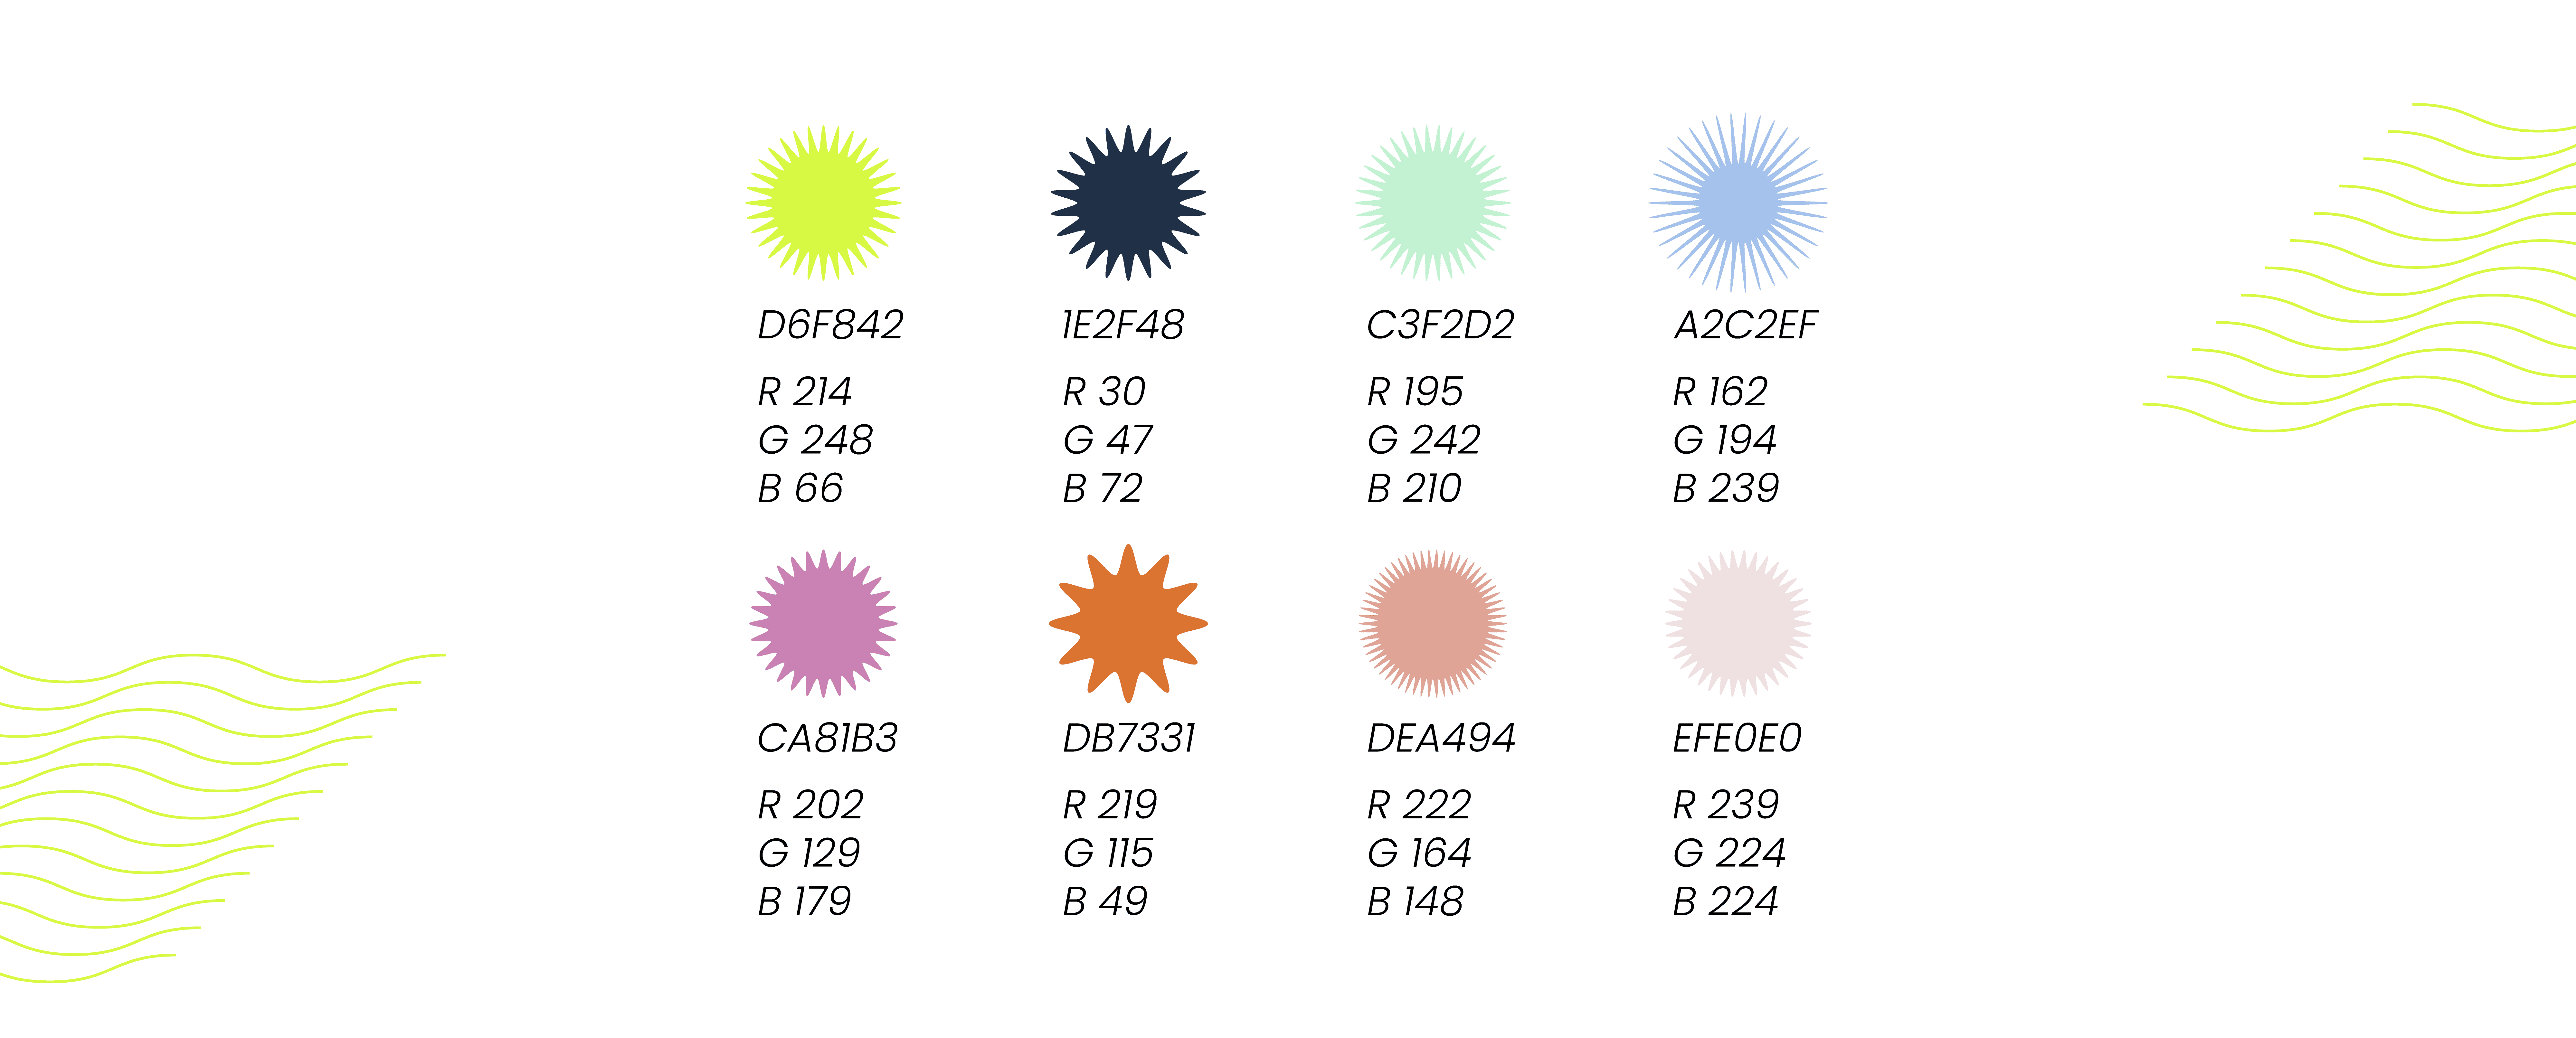 D6F842
R 214
G 248
B 66
1E2F48
R 30
G 47
B 72
C3F2D2
R 195
G 242
B 210
A2C2EF
R 162
G 194
B 239
CA81B3
R 202
G 129
B 179
DB7331
R 219
G 115
B 49
DEA494
R 222
G 164
B 148
EFE0E0
R 239
G 224
B 224